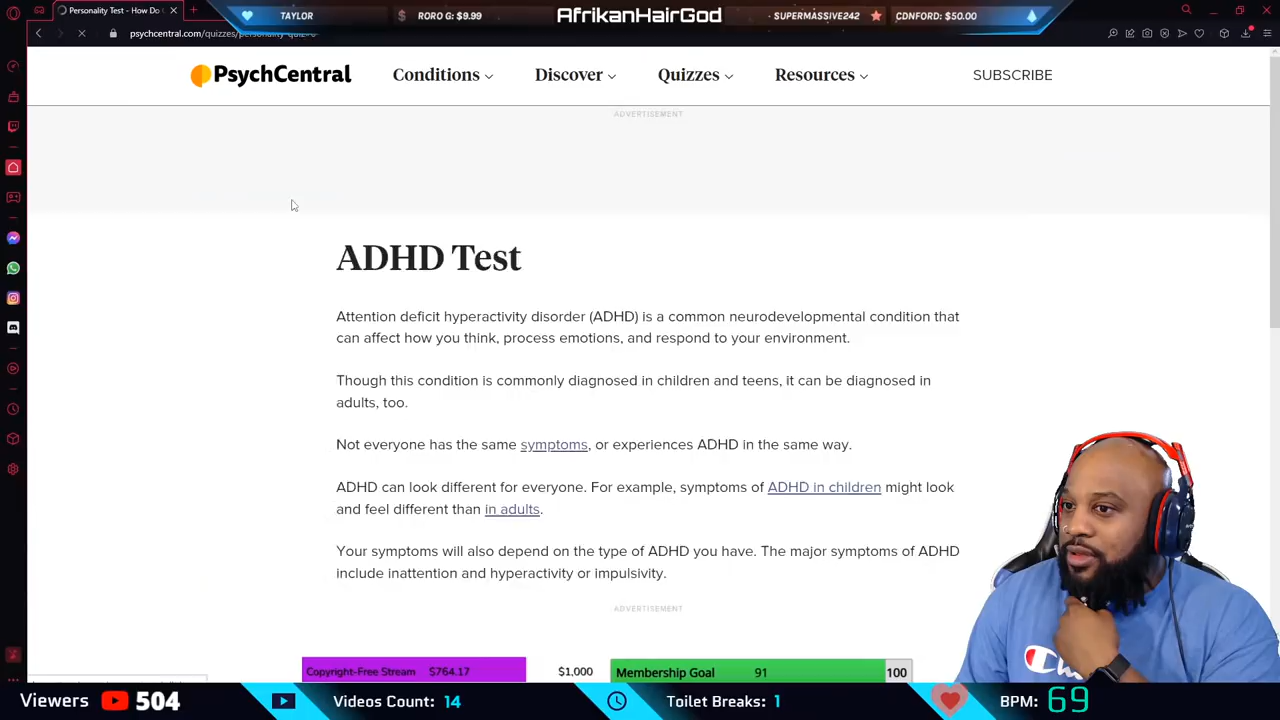 TAYLOR
RORO G: $9.99
AfrikanHairGod
SUPERMASSIVE242
CDNFORD: $50.00
Personality Test - How Do
psychcentral.com/quizzes/personality-quiz
PsychCentral
Conditions
Discover
Quizzes
Resources
SUBSCRIBE
ADVERTISEMENT
ADHD Test
Attention deficit hyperactivity disorder (ADHD) is a common neurodevelopmental condition that
can affect how you think, process emotions, and respond to your environment.
Though this condition is commonly diagnosed in children and teens, it can be diagnosed in
adults, too.
Not everyone has the same symptoms, or experiences ADHD in the same way.
ADHD can look different for everyone. For example, symptoms of ADHD in children might look
and feel different than in adults.
Your symptoms will also depend on the type of ADHD you have. The major symptoms of ADHD
include inattention and hyperactivity or impulsivity.
ADVERTISEMENT
Copyright-Free Stream $764.17 $1,000
Membership Goal 91 100
Viewers 504
Videos Count: 14
Toilet Breaks: 1
BPM: 69